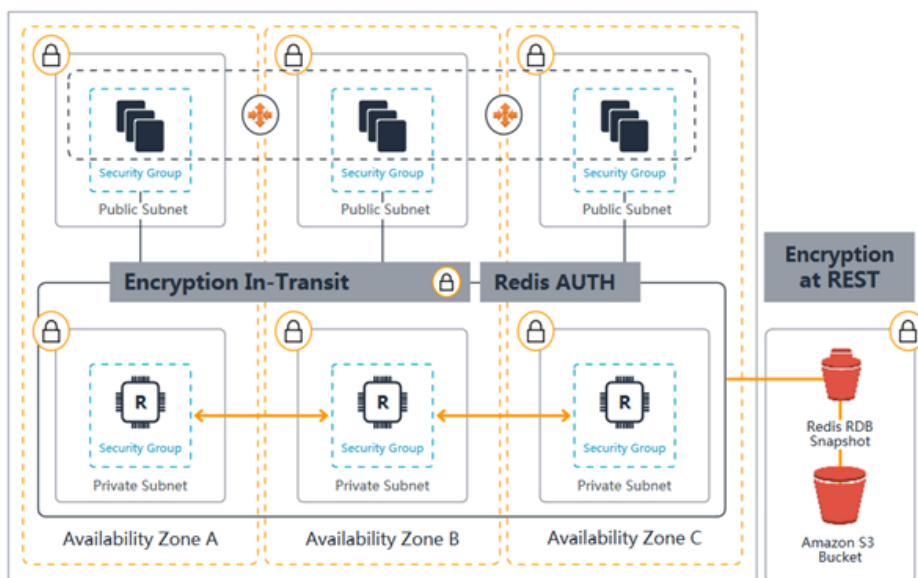 Security Group
Security Group
Security Group
Public Subnet
Public Subnet
Public Subnet
Encryption In-Transit
Redis AUTH
Encryption
at REST
R
R
R
Security Group
Security Group
Security Group
Private Subnet
Private Subnet
Private Subnet
Availability Zone A
Availability Zone B
Availability Zone C
Redis RDB
Snapshot
Amazon S3
Bucket